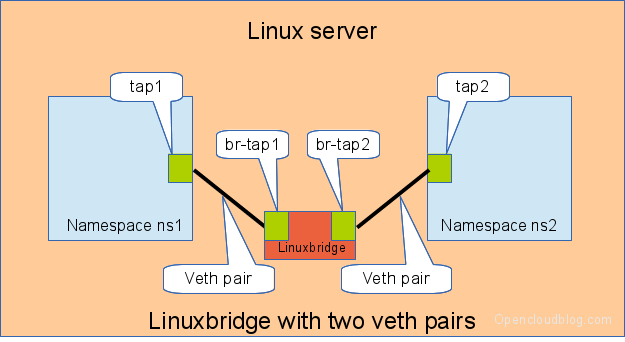 Linux server
tap1
tap2
br-tap1
br-tap2
Namespace ns1
Namespace ns2
Linuxbridge
Veth pair
Veth pair
Linuxbridge with two veth pairs
Opencloudblog.com